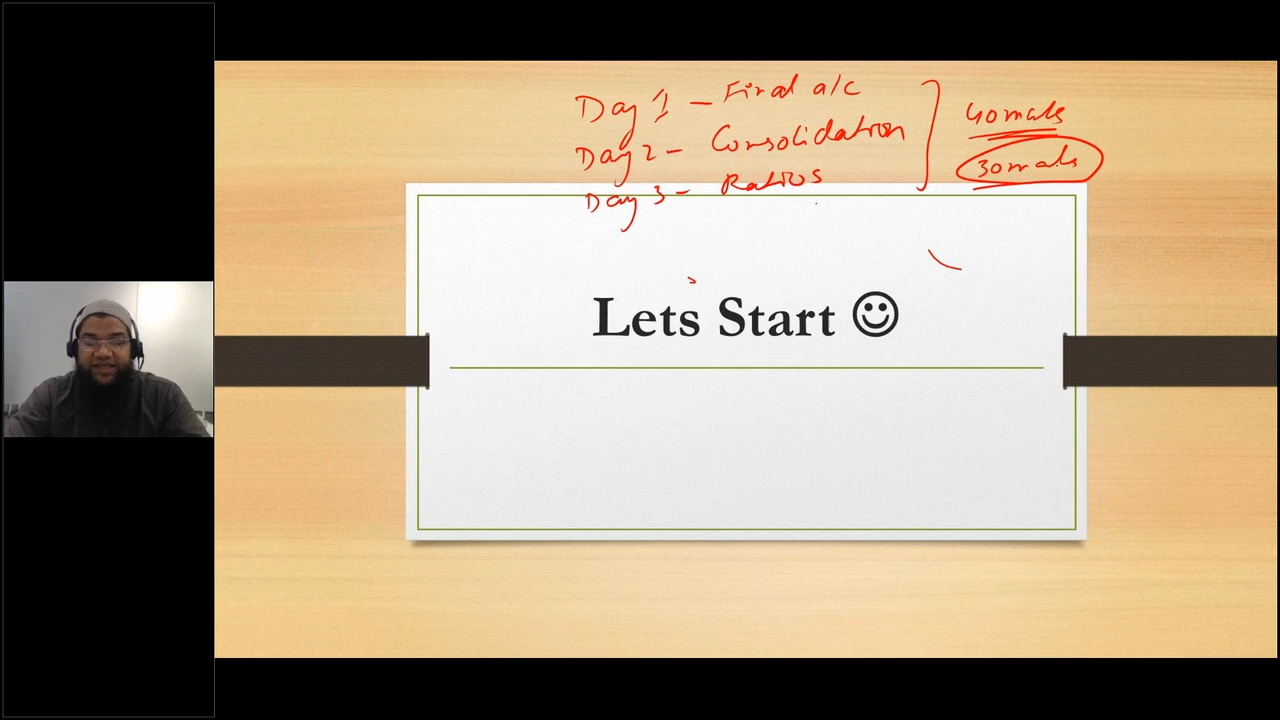 Day 1 - Final a/c
Day 2 - Consolidation
Day 3 - Ratios
40 marks
30 marks
Lets Start ☺